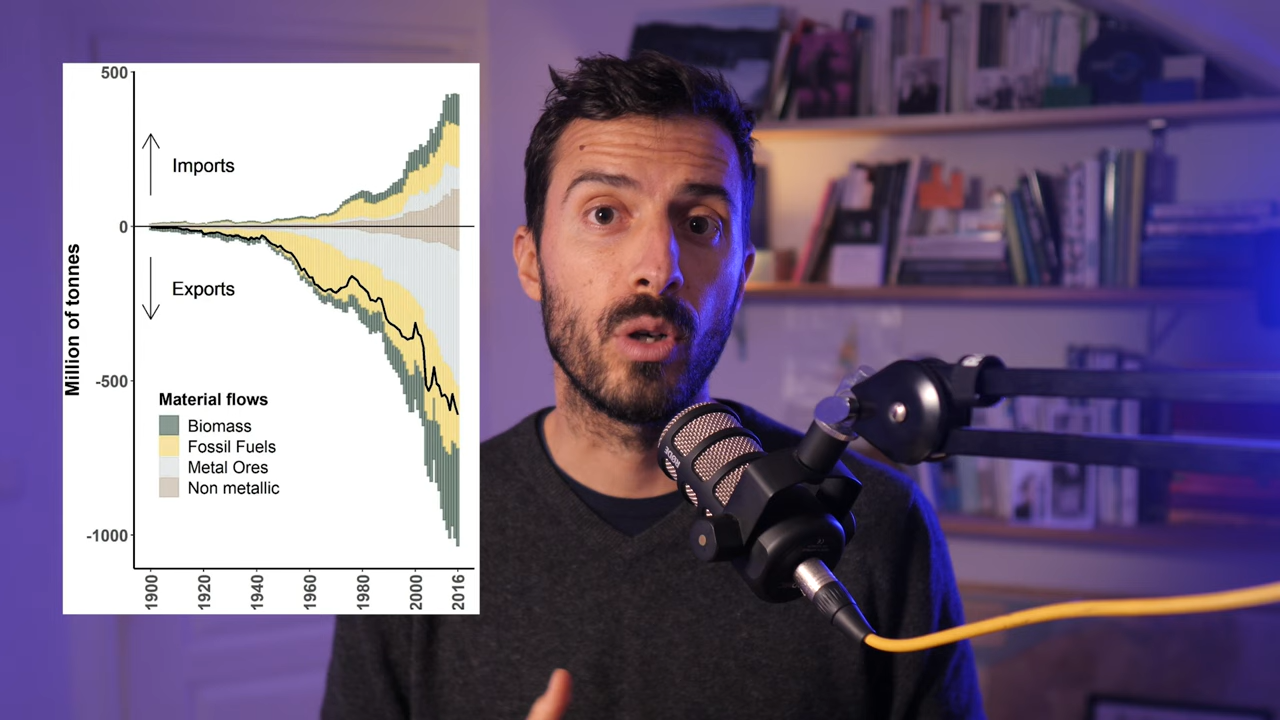 500
Imports
0
Exports
Million of tonnes
-500
Material flows
Biomass
Fossil Fuels
Metal Ores
Non metallic
-1000
1900
1920
1940
1960
1980
2000
2016
RODE